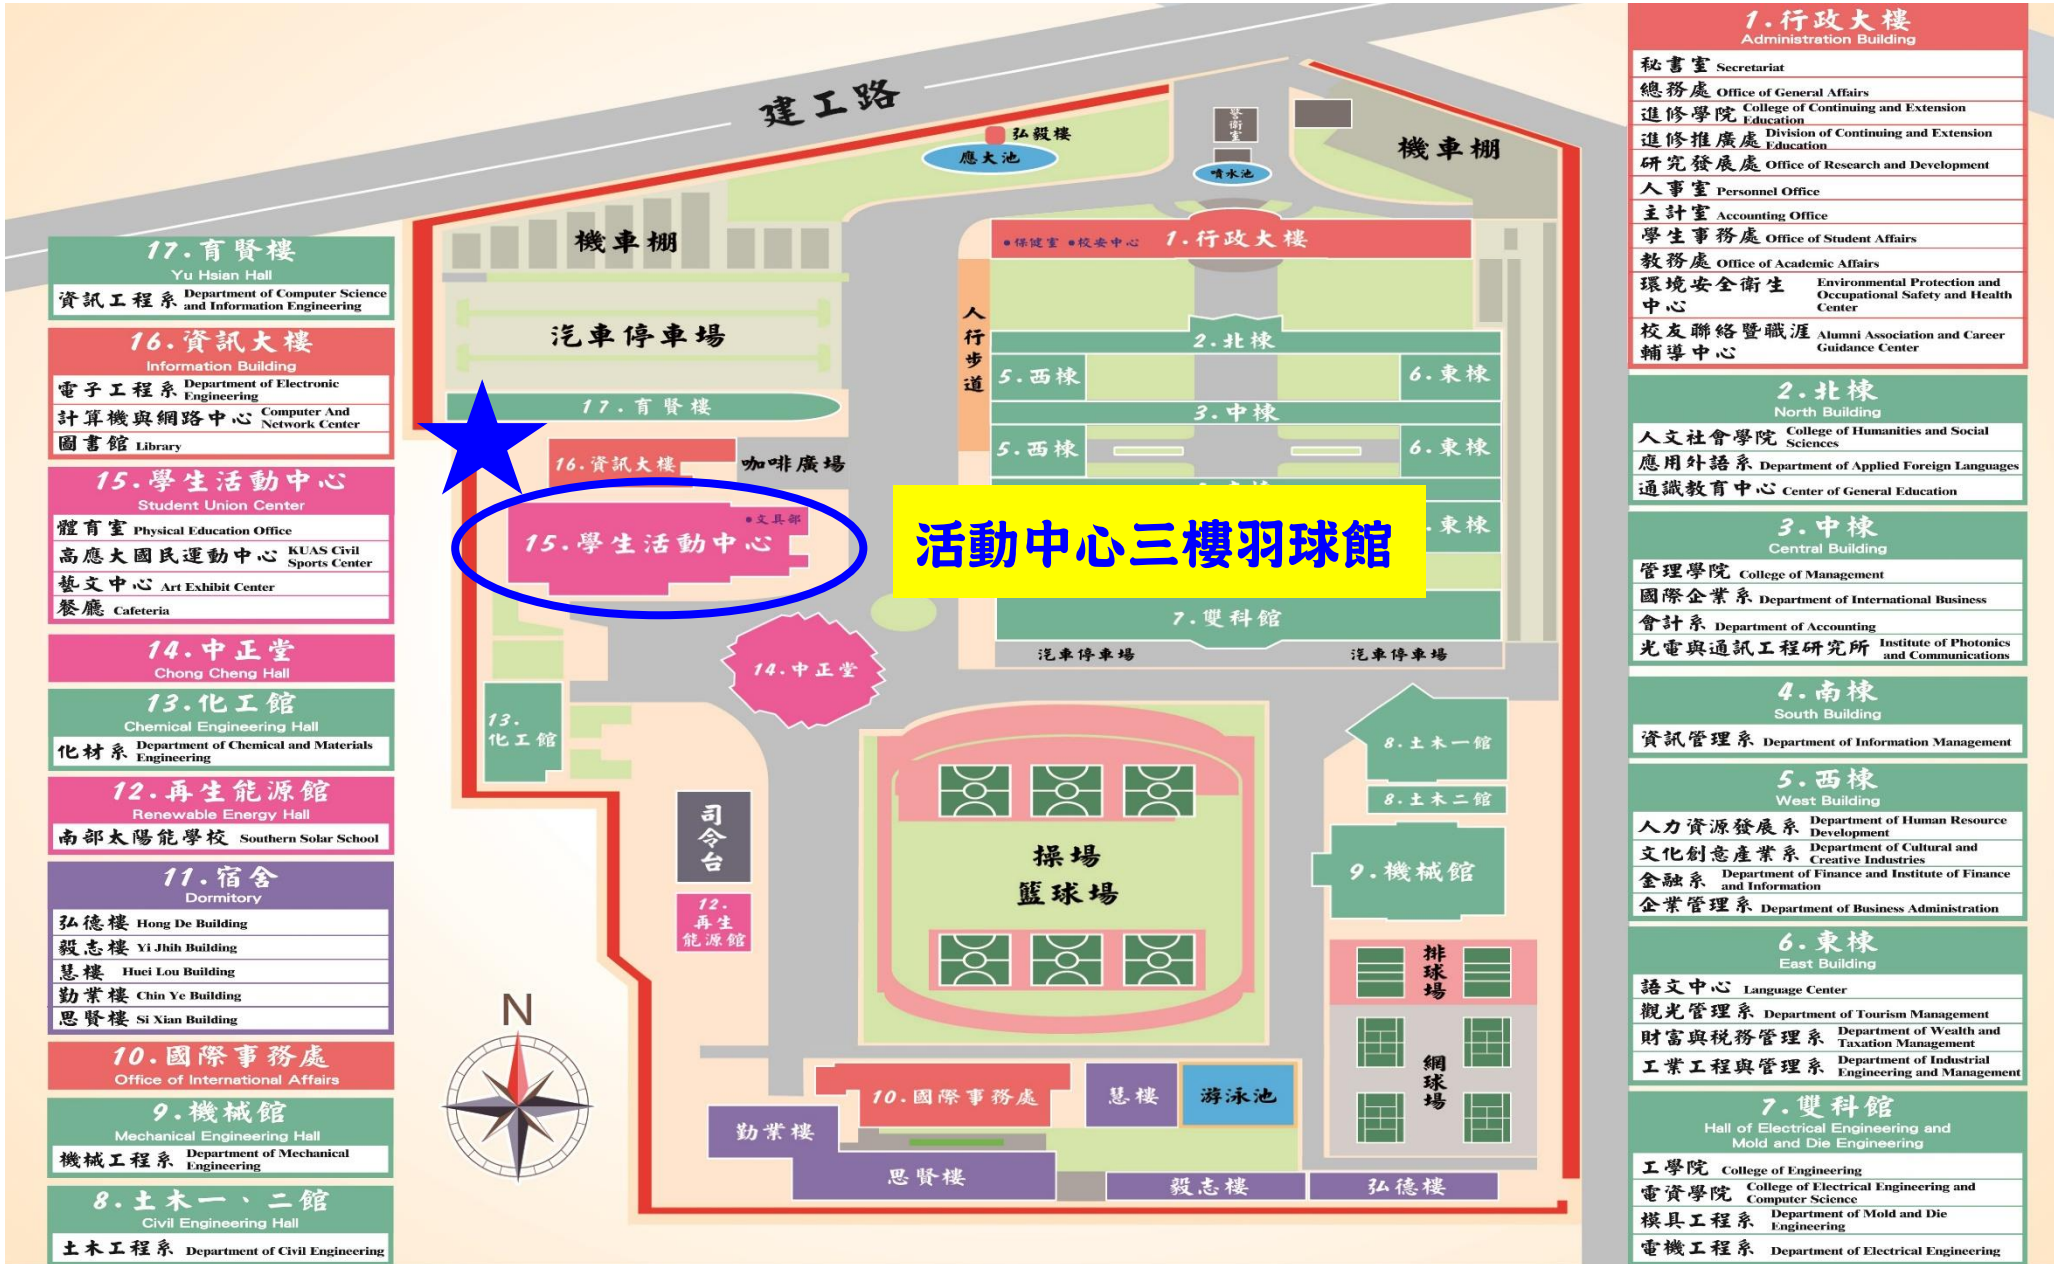 建工路
弘毅樓
應大池
警衛室
噴水池
機車棚
機車棚
汽車停車場
●保健室 ●校安中心 1.行政大樓
人行步道
2.北棟
5.西棟
6.東棟
3.中棟
5.西棟
6.東棟
17.育賢樓
16.資訊大樓
咖啡廣場
●文具部
15.學生活動中心
活動中心三樓羽球館
.東棟
7.雙科館
汽車停車場
汽車停車場
14.中正堂
13.
化工館
8.土木一館
8.土木二館
9.機械館
司令台
12.
再生
能源館
操場
籃球場
排球場
網球場
N
10.國際事務處
慧樓
游泳池
勤業樓
思賢樓
毅志樓
弘德樓
17.育賢樓
Yu Hsian Hall
資訊工程系 Department of Computer Science and Information Engineering
16.資訊大樓
Information Building
電子工程系 Department of Electronic Engineering
計算機與網路中心 Computer And Network Center
圖書館 Library
15.學生活動中心
Student Union Center
體育室 Physical Education Office
高應大國民運動中心 KUAS Civil Sports Center
藝文中心 Art Exhibit Center
餐廳 Cafeteria
14.中正堂
Chong Cheng Hall
13.化工館
Chemical Engineering Hall
化材系 Department of Chemical and Materials Engineering
12.再生能源館
Renewable Energy Hall
南部太陽能學校 Southern Solar School
11.宿舍
Dormitory
弘德樓 Hong De Building
毅志樓 Yi Jhih Building
慧樓 Huei Lou Building
勤業樓 Chin Ye Building
思賢樓 Si Xian Building
10.國際事務處
Office of International Affairs
9.機械館
Mechanical Engineering Hall
機械工程系 Department of Mechanical Engineering
8.土木一、二館
Civil Engineering Hall
土木工程系 Department of Civil Engineering
1.行政大樓
Administration Building
秘書室 Secretariat
總務處 Office of General Affairs
進修學院 College of Continuing and Extension Education
進修推廣處 Division of Continuing and Extension Education
研究發展處 Office of Research and Development
人事室 Personnel Office
主計室 Accounting Office
學生事務處 Office of Student Affairs
教務處 Office of Academic Affairs
環境安全衛生中心 Environmental Protection and Occupational Safety and Health Center
校友聯絡暨職涯輔導中心 Alumni Association and Career Guidance Center
2.北棟
North Building
人文社會學院 College of Humanities and Social Sciences
應用外語系 Department of Applied Foreign Languages
通識教育中心 Center of General Education
3.中棟
Central Building
管理學院 College of Management
國際企業系 Department of International Business
會計系 Department of Accounting
光電與通訊工程研究所 Institute of Photonics and Communications
4.南棟
South Building
資訊管理系 Department of Information Management
5.西棟
West Building
人力資源發展系 Department of Human Resource Development
文化創意產業系 Department of Cultural and Creative Industries
金融系 Department of Finance and Institute of Finance and Information
企業管理系 Department of Business Administration
6.東棟
East Building
語文中心 Language Center
觀光管理系 Department of Tourism Management
財富與稅務管理系 Department of Wealth and Taxation Management
工業工程與管理系 Department of Industrial Engineering and Management
7.雙科館
Hall of Electrical Engineering and
Mold and Die Engineering
工學院 College of Engineering
電資學院 College of Electrical Engineering and Computer Science
模具工程系 Department of Mold and Die Engineering
電機工程系 Department of Electrical Engineering